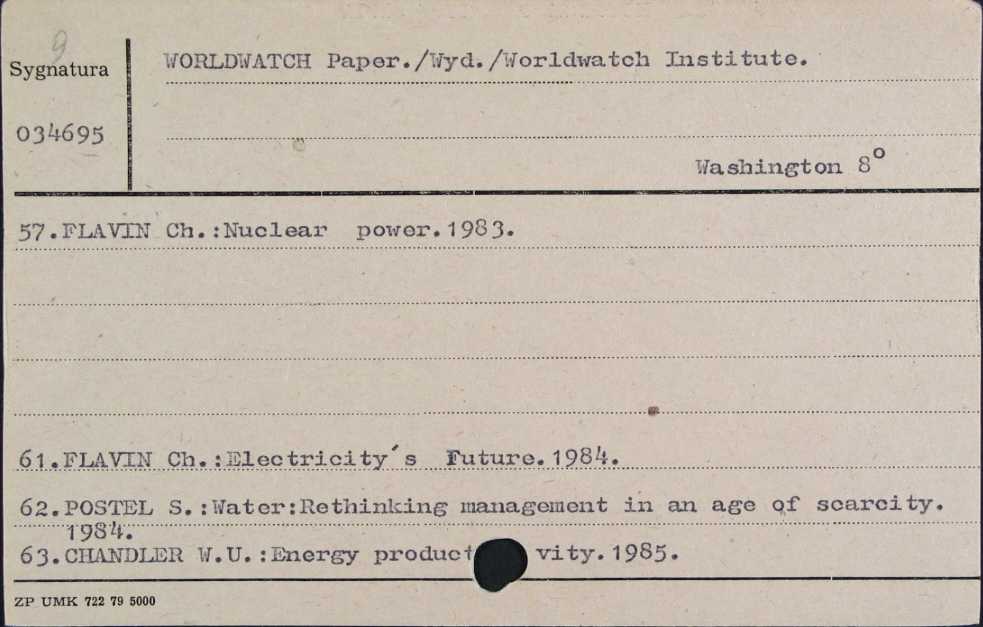 9
Sygnatura
WORLDWATCH Paper./Wyd./Worldwatch Institute.
034695
Washington 8°
57.FLAVIN Ch.:Nuclear power.1983.
61.FLAVIN Ch.:Electricity´s Future.1984.
62.POSTEL S.:Water:Rethinking management in an age of scarcity.
1984.
63.CHANDLER W.U.:Energy product vity.1985.
ZP UMK 722 79 5000